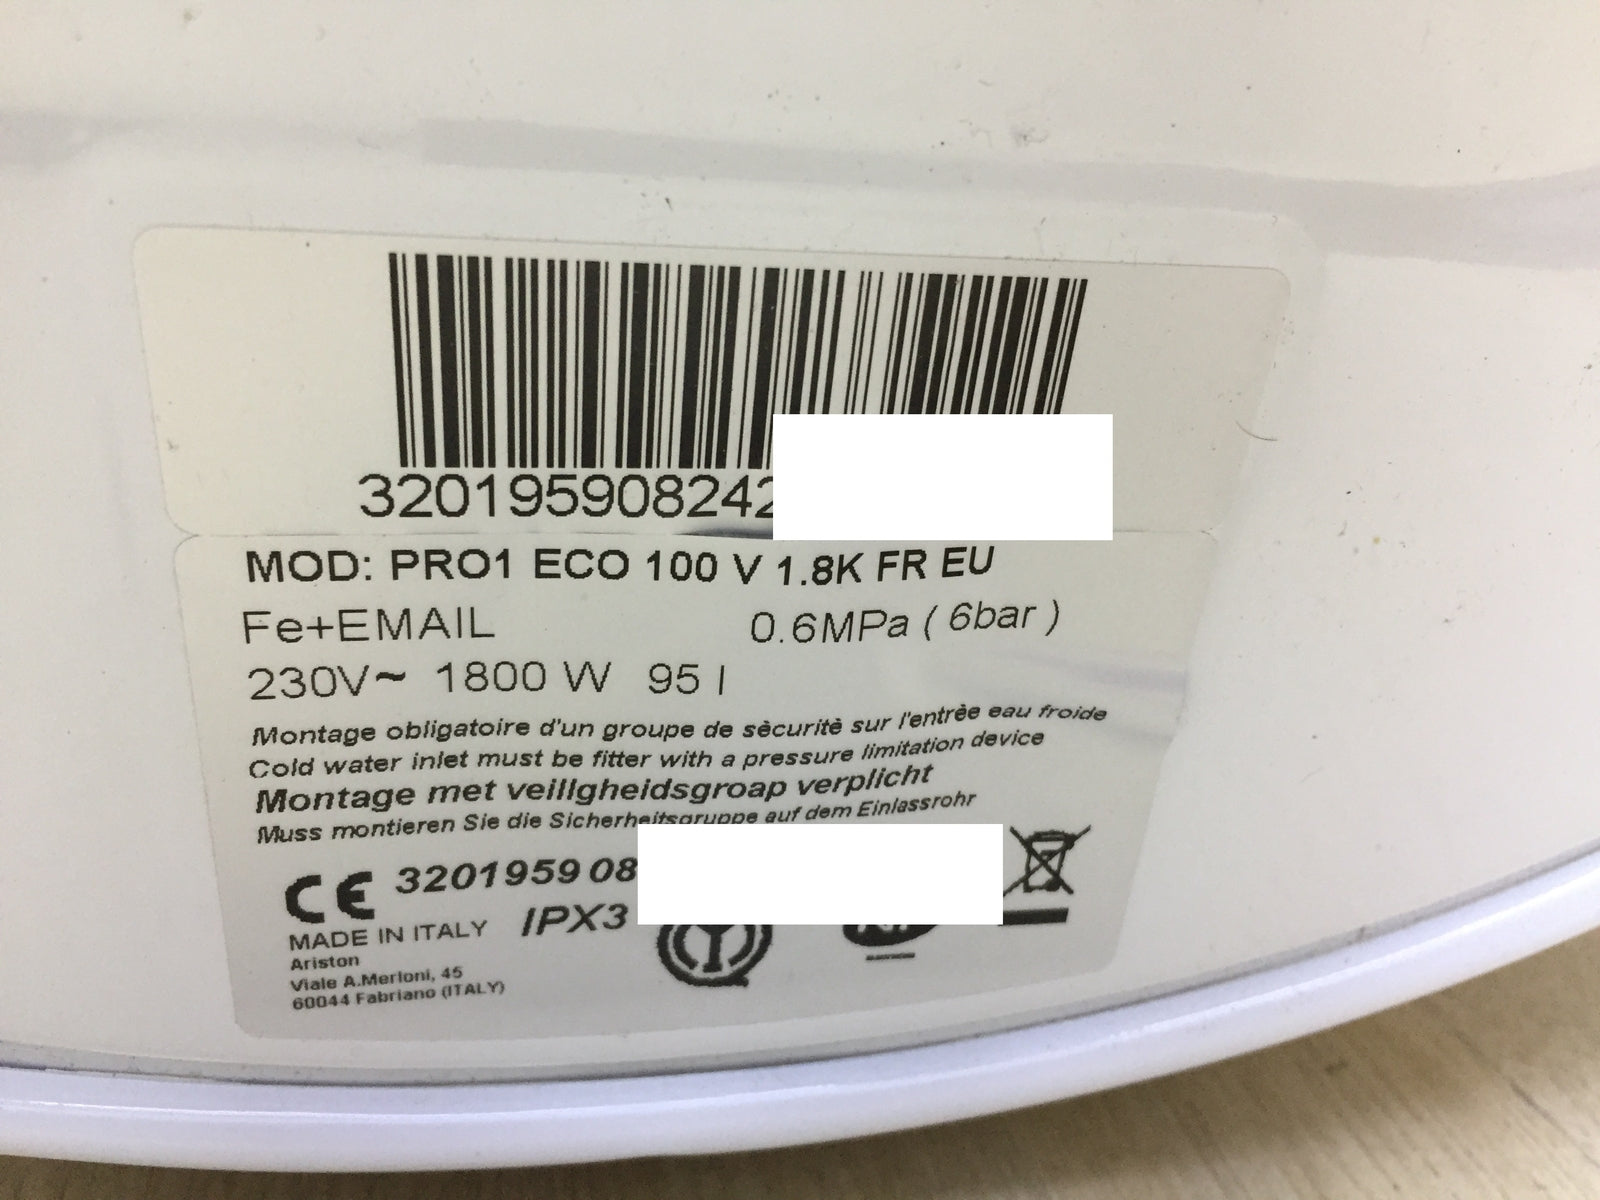 320195908242
MOD: PRO1 ECO 100 V 1.8K FR EU
Fe+EMAIL 0.6MPa ( 6bar )
230V~ 1800 W 95 l
Montage obligatoire d'un groupe de sècuritè sur l'entrèe eau froide
Cold water inlet must be fitter with a pressure limitation device
Montage met veiligheidsgroap verplicht
Muss montieren Sie die Sicherheitsgruppe auf dem Einlassrohr
CE 3201959 08
MADE IN ITALY IPX3
Ariston
Viale A.Merloni, 45
60044 Fabriano (ITALY)